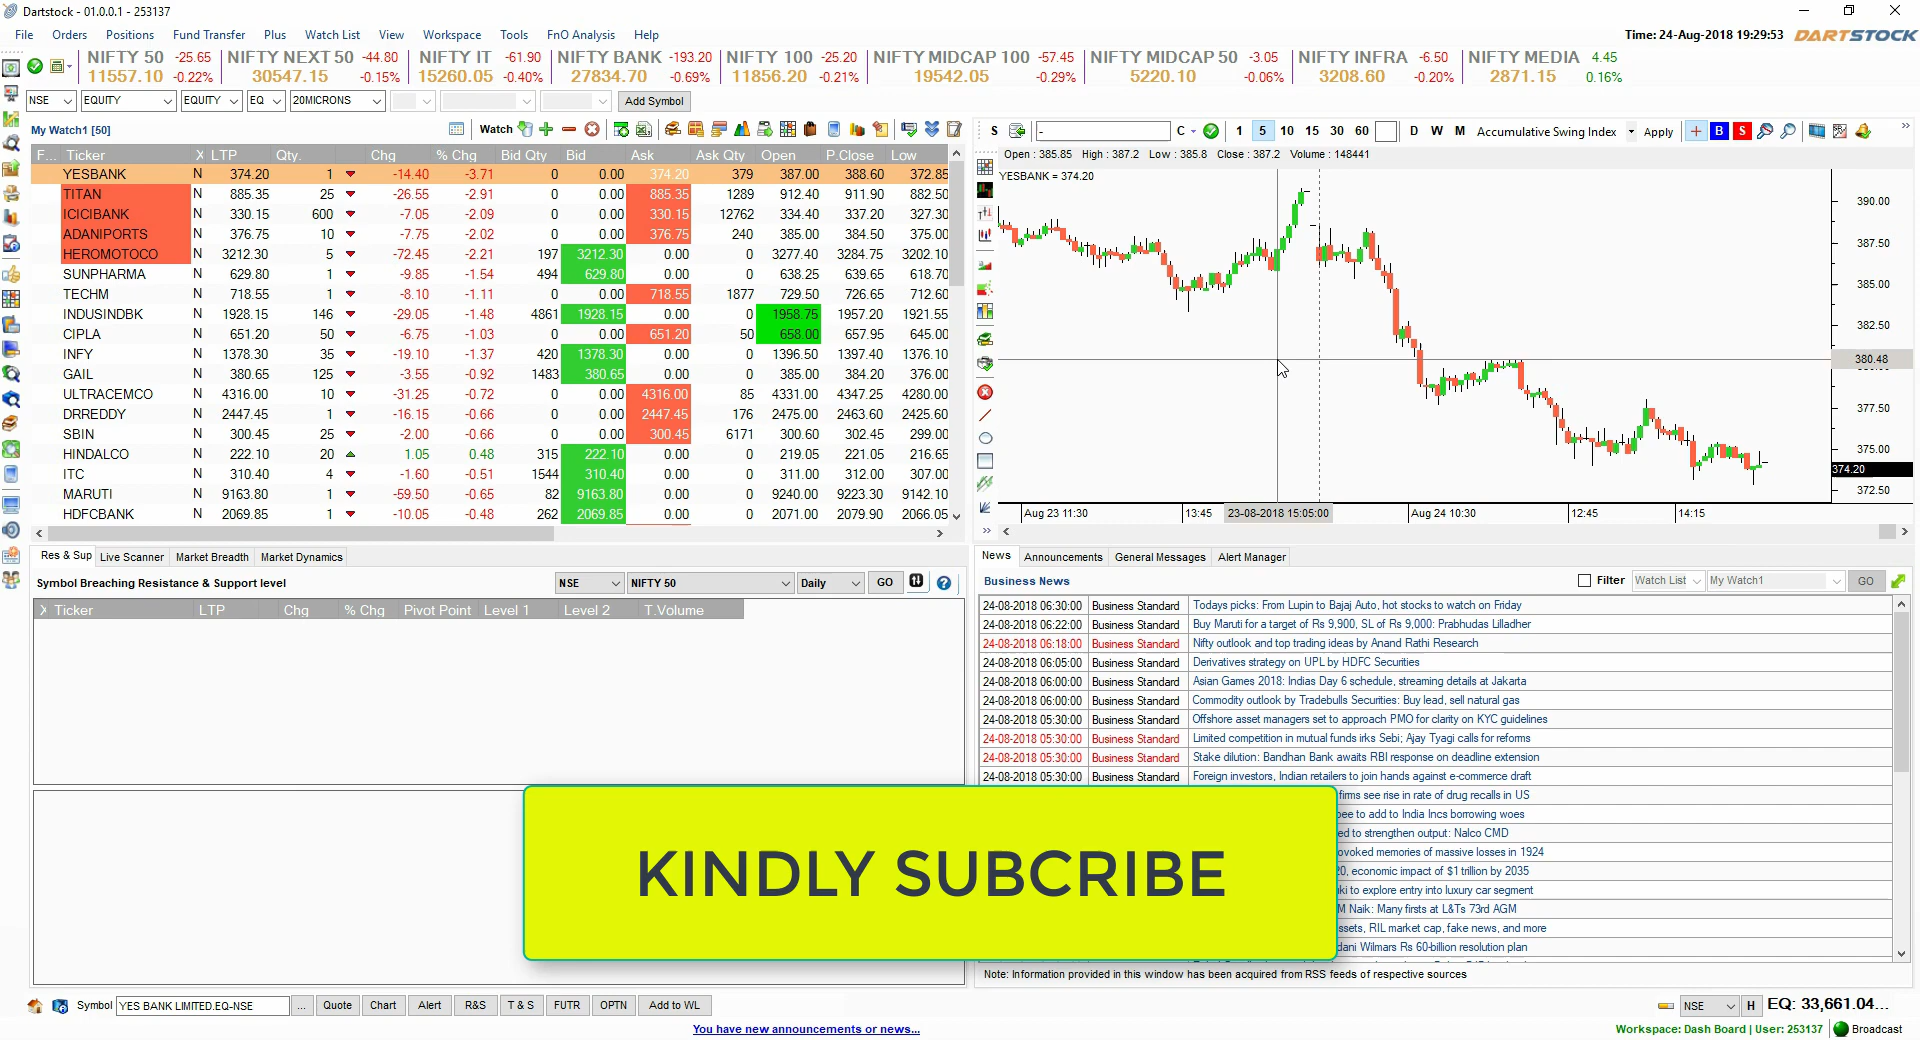 Dartstock - 01.0.0.1 - 253137
File Orders Positions Fund Transfer Plus Watch List View Workspace Tools FnO Analysis Help
Time: 24-Aug-2018 19:29:53 DARTSTOCK
NIFTY 50 -25.65 NIFTY NEXT 50 -44.80 NIFTY IT -61.90 NIFTY BANK -193.20 NIFTY 100 -25.20 NIFTY MIDCAP 100 -57.45 NIFTY MIDCAP 50 -3.05 NIFTY INFRA -6.50 NIFTY MEDIA 4.45
11557.10 -0.22% 30547.15 -0.15% 15260.05 -0.40% 27834.70 -0.69% 11856.20 -0.21% 19542.05 -0.29% 5220.10 -0.06% 3208.60 -0.20% 2871.15 0.16%
NSE EQUITY EQUITY EQ 20MICRONS Add Symbol
My Watch1 [50] Watch
F... Ticker X LTP Qty. Chg % Chg Bid Qty Bid Ask Ask Qty Open P.Close Low
YESBANK N 374.20 1 -14.40 -3.71 0 0.00 374.20 379 387.00 388.60 372.85
TITAN N 885.35 25 -26.55 -2.91 0 0.00 885.35 1289 912.40 911.90 882.50
ICICIBANK N 330.15 600 -7.05 -2.09 0 0.00 330.15 12762 334.40 337.20 327.30
ADANIPORTS N 376.75 10 -7.75 -2.02 0 0.00 376.75 240 385.00 384.50 375.00
HEROMOTOCO N 3212.30 5 -72.45 -2.21 197 3212.30 0.00 0 3277.40 3284.75 3202.10
SUNPHARMA N 629.80 1 -9.85 -1.54 494 629.80 0.00 0 638.25 639.65 618.70
TECHM N 718.55 1 -8.10 -1.11 0 0.00 718.55 1877 729.50 726.65 712.60
INDUSINDBK N 1928.15 146 -29.05 -1.48 4861 1928.15 0.00 0 1958.75 1957.20 1921.55
CIPLA N 651.20 50 -6.75 -1.03 0 0.00 651.20 50 658.00 657.95 645.00
INFY N 1378.30 35 -19.10 -1.37 420 1378.30 0.00 0 1396.50 1397.40 1376.10
GAIL N 380.65 125 -3.55 -0.92 1483 380.65 0.00 0 385.00 384.20 376.00
ULTRACEMCO N 4316.00 10 -31.25 -0.72 0 0.00 4316.00 85 4331.00 4347.25 4280.00
DRREDDY N 2447.45 1 -16.15 -0.66 0 0.00 2447.45 176 2475.00 2463.60 2425.60
SBIN N 300.45 25 -2.00 -0.66 0 0.00 300.45 6171 300.60 302.45 299.00
HINDALCO N 222.10 20 1.05 0.48 315 222.10 0.00 0 219.05 221.05 216.65
ITC N 310.40 4 -1.60 -0.51 1544 310.40 0.00 0 311.00 312.00 307.00
MARUTI N 9163.80 1 -59.50 -0.65 82 9163.80 0.00 0 9240.00 9223.30 9142.10
HDFCBANK N 2069.85 1 -10.05 -0.48 262 2069.85 0.00 0 2071.00 2079.90 2066.05
S - C 1 5 10 15 30 60 D W M Accumulative Swing Index Apply B S
Open : 385.85 High : 387.2 Low : 385.8 Close : 387.2 Volume : 148441
YESBANK = 374.20
390.00
387.50
385.00
382.50
380.48
377.50
375.00
374.20
372.50
Aug 23 11:30 13:45 23-08-2018 15:05:00 Aug 24 10:30 12:45 14:15
Res & Sup Live Scanner Market Breadth Market Dynamics
Symbol Breaching Resistance & Support level NSE NIFTY 50 Daily GO
X Ticker LTP Chg % Chg Pivot Point Level 1 Level 2 T.Volume
News Announcements General Messages Alert Manager
Business News Filter Watch List My Watch1 GO
24-08-2018 06:30:00 Business Standard Todays picks: From Lupin to Bajaj Auto, hot stocks to watch on Friday
24-08-2018 06:22:00 Business Standard Buy Maruti for a target of Rs 9,900, SL of Rs 9,000: Prabhudas Lilladher
24-08-2018 06:18:00 Business Standard Nifty outlook and top trading ideas by Anand Rathi Research
24-08-2018 06:05:00 Business Standard Derivatives strategy on UPL by HDFC Securities
24-08-2018 06:00:00 Business Standard Asian Games 2018: Indias Day 6 schedule, streaming details at Jakarta
24-08-2018 06:00:00 Business Standard Commodity outlook by Tradebulls Securities: Buy lead, sell natural gas
24-08-2018 05:30:00 Business Standard Offshore asset managers set to approach PMO for clarity on KYC guidelines
24-08-2018 05:30:00 Business Standard Limited competition in mutual funds irks Sebi; Ajay Tyagi calls for reforms
24-08-2018 05:30:00 Business Standard Stake dilution: Bandhan Bank awaits RBI response on deadline extension
24-08-2018 05:30:00 Business Standard Foreign investors, Indian retailers to join hands against e-commerce draft
firms see rise in rate of drug recalls in US
to add to India Incs borrowing woes
to strengthen output: Nalco CMD
memories of massive losses in 1924
economic impact of $1 trillion by 2035
to explore entry into luxury car segment
Naik: Many firsts at L&Ts 73rd AGM
RIL market cap, fake news, and more
Wilmars Rs 60-billion resolution plan
KINDLY SUBCRIBE
Note: Information provided in this window has been acquired from RSS feeds of respective sources
Symbol YES BANK LIMITED.EQ-NSE ... Quote Chart Alert R&S T & S FUTR OPTN Add to WL NSE H EQ: 33,661.04...
You have new announcements or news... Workspace: Dash Board | User: 253137 Broadcast